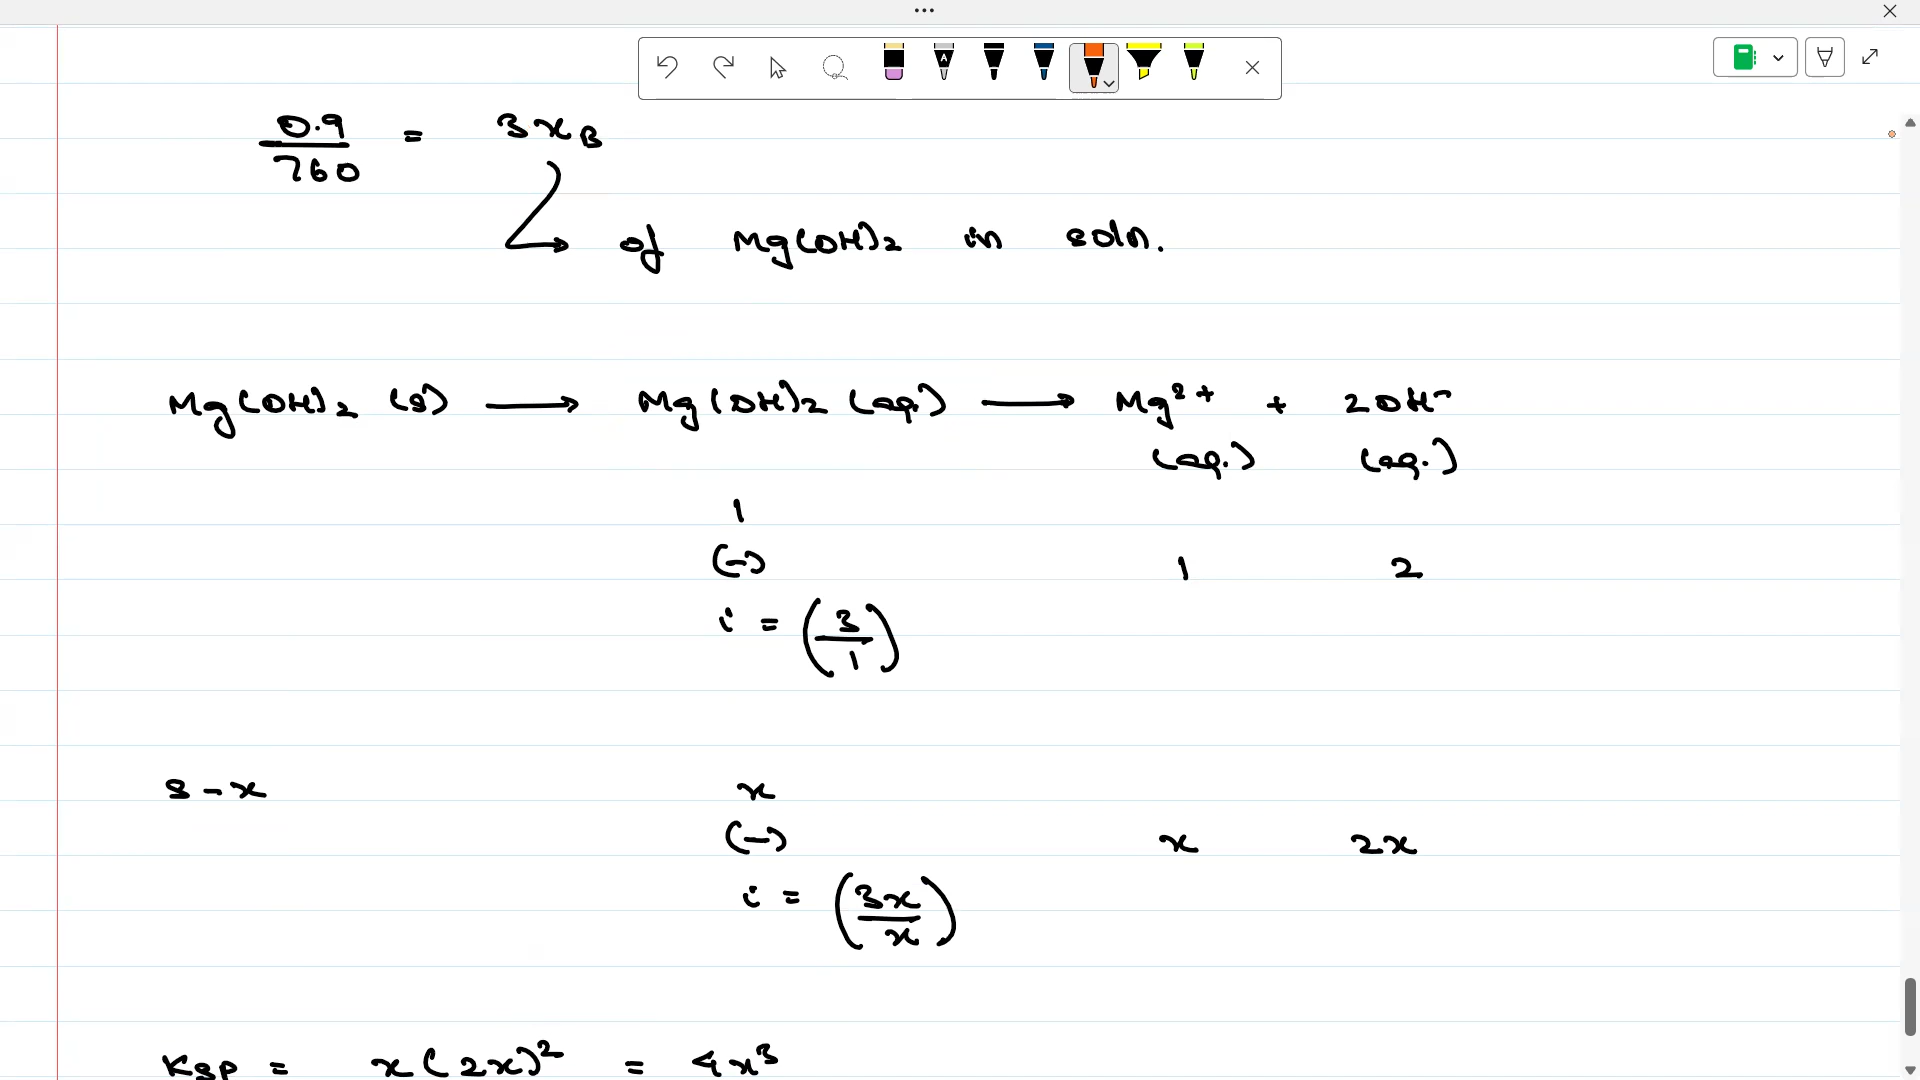 0.9/760 = 3xB
of Mg(OH)2 in soln.
Mg(OH)2 (s) → Mg(OH)2 (aq.) → Mg2+ + 2OH-
(aq.) (aq.)
1
(-) 1 2
i = (3/1)
s-x x
(-) x 2x
i = (3x/x)
Ksp = x(2x)2 = 4x3